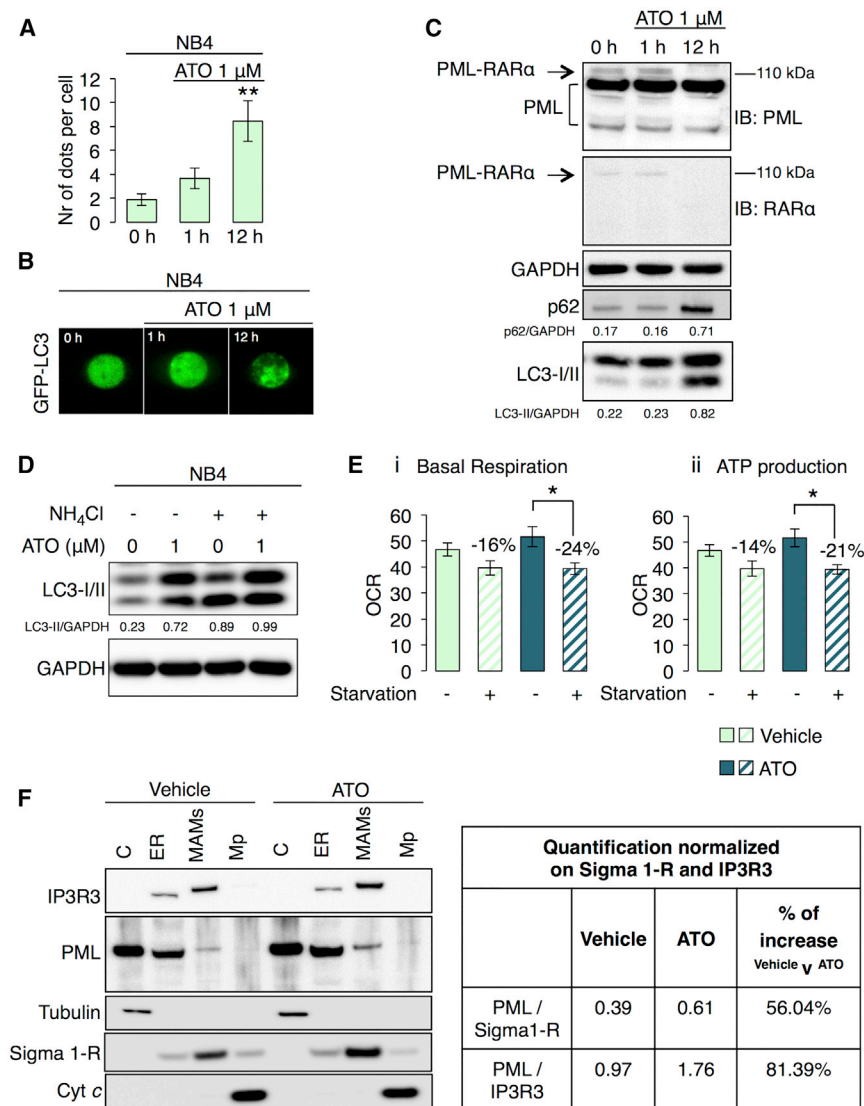 A
NB4
ATO 1 µM
Nr of dots per cell
12
10
8
6
4
2
0
**
0 h 1 h 12 h
B
NB4
ATO 1 µM
GFP-LC3
0 h 1 h 12 h
C
ATO 1 µM
0 h 1 h 12 h
PML-RARα
110 kDa
PML
IB: PML
PML-RARα
110 kDa
IB: RARα
GAPDH
p62
p62/GAPDH 0.17 0.16 0.71
LC3-I/II
LC3-II/GAPDH 0.22 0.23 0.82
D
NB4
NH₄Cl - - + +
ATO (µM) 0 1 0 1
LC3-I/II
LC3-II/GAPDH 0.23 0.72 0.89 0.99
GAPDH
E
i Basal Respiration
OCR
60
50
40
30
20
10
0
-16%
*
-24%
Starvation - + - +
ii ATP production
OCR
60
50
40
30
20
10
0
-14%
*
-21%
- + - +
Vehicle
ATO
F
Vehicle ATO
C ER MAMs Mp C ER MAMs Mp
IP3R3
PML
Tubulin
Sigma 1-R
Cyt c
Quantification normalized
on Sigma 1-R and IP3R3
Vehicle ATO % of
increase
Vehicle v ATO
PML /
Sigma1-R 0.39 0.61 56.04%
PML /
IP3R3 0.97 1.76 81.39%